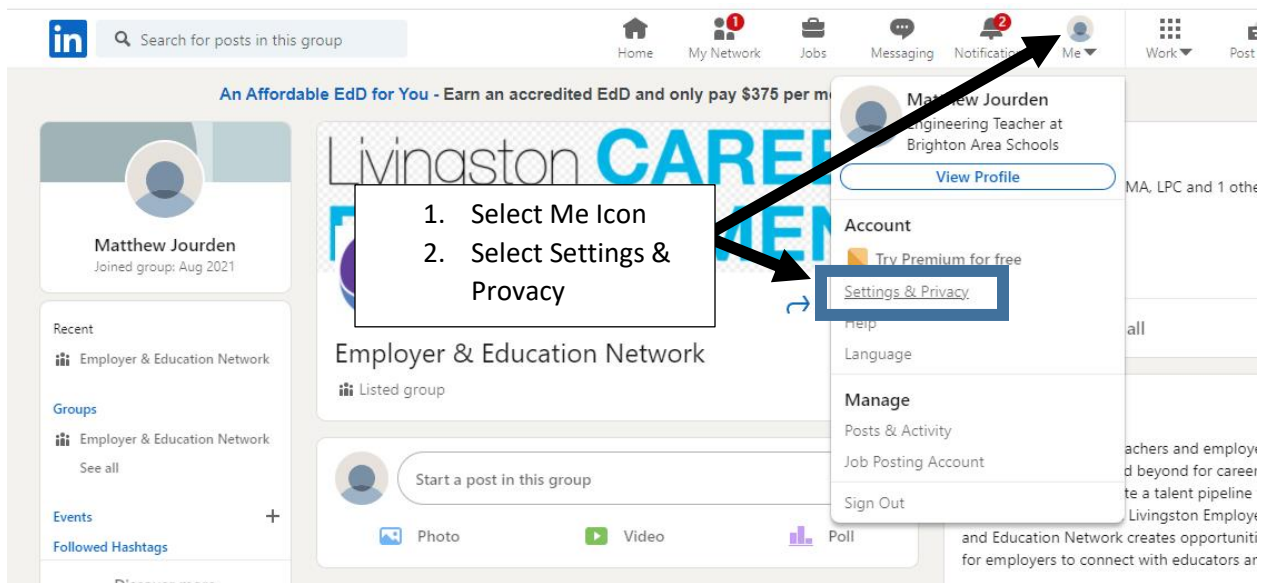 in
Search for posts in this group
Home
My Network
1
Jobs
Messaging
2
Notification
Me
Work
Post
An Affordable EdD for You - Earn an accredited EdD and only pay $375 per
Matthew Jourden
Engineering Teacher at
Brighton Area Schools
View Profile
Account
Try Premium for free
Settings & Privacy
Help
Language
Manage
Posts & Activity
Job Posting Account
Sign Out
Livingston CAREE
1. Select Me Icon
2. Select Settings &
Provacy
Matthew Jourden
Joined group: Aug 2021
Recent
Employer & Education Network
Groups
Employer & Education Network
See all
Events
Followed Hashtags
Employer & Education Network
Listed group
Start a post in this group
Photo
Video
Poll
MA, LPC and 1 othe
all
achers and employe
d beyond for career
te a talent pipeline
Livingston Employe
and Education Network creates opportuniti
for employers to connect with educators ar